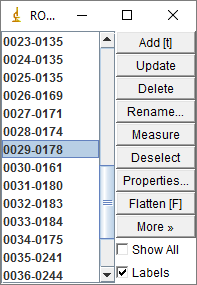 RO...
0023-0135
0024-0135
0025-0135
0026-0169
0027-0171
0028-0174
0029-0178
0030-0161
0031-0180
0032-0183
0033-0184
0034-0175
0035-0241
0036-0244
Add [t]
Update
Delete
Rename...
Measure
Deselect
Properties...
Flatten [F]
More »
Show All
Labels